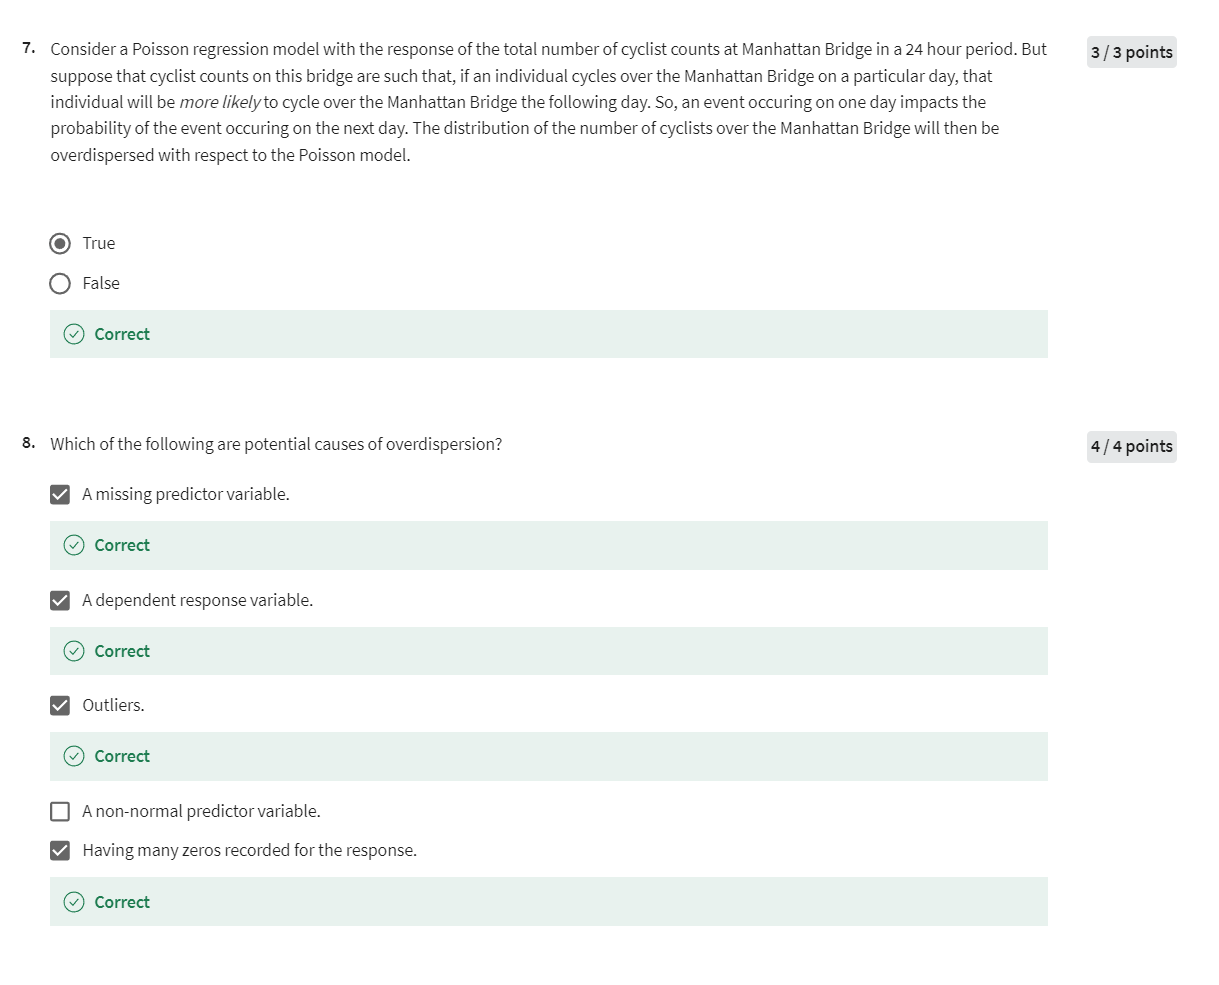 7. Consider a Poisson regression model with the response of the total number of cyclist counts at Manhattan Bridge in a 24 hour period. But
3 / 3 points
suppose that cyclist counts on this bridge are such that, if an individual cycles over the Manhattan Bridge on a particular day, that
individual will be more likely to cycle over the Manhattan Bridge the following day. So, an event occuring on one day impacts the
probability of the event occuring on the next day. The distribution of the number of cyclists over the Manhattan Bridge will then be
overdispersed with respect to the Poisson model.
True
False
Correct
8. Which of the following are potential causes of overdispersion?
4 / 4 points
A missing predictor variable.
Correct
A dependent response variable.
Correct
Outliers.
Correct
A non-normal predictor variable.
Having many zeros recorded for the response.
Correct